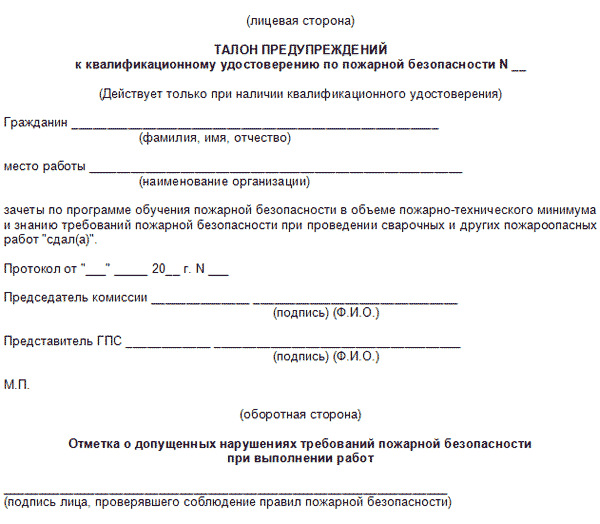 (лицевая сторона)
ТАЛОН ПРЕДУПРЕЖДЕНИЙ
к квалификационному удостоверению по пожарной безопасности N __
(Действует только при наличии квалификационного удостоверения)
Гражданин ____________________________________________________
(фамилия, имя, отчество)
место работы _____________________________________________________
(наименование организации)
зачеты по программе обучения пожарной безопасности в объеме пожарно-технического минимума
и знанию требований пожарной безопасности при проведении сварочных и других пожароопасных
работ "сдал(а)".
Протокол от "___" _____ 20__ г. N ___
Председатель комиссии ______________ _____________________________
(подпись) (Ф.И.О.)
Представитель ГПС ____________ ___________________________________
(подпись) (Ф.И.О.)
М.П.
(оборотная сторона)
Отметка о допущенных нарушениях требований пожарной безопасности
при выполнении работ
_______________________________________________________________
(подпись лица, проверявшего соблюдение правил пожарной безопасности)